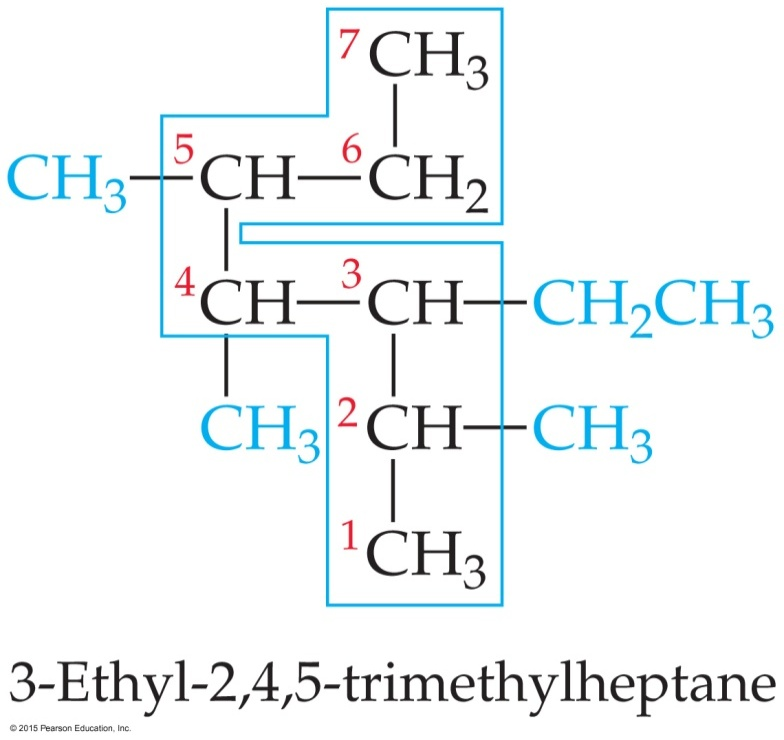 7 CH₃
CH₃—5 CH—6 CH₂
4 CH—3 CH—CH₂CH₃
CH₃ 2 CH—CH₃
1 CH₃
3-Ethyl-2,4,5-trimethylheptane
© 2015 Pearson Education, Inc.